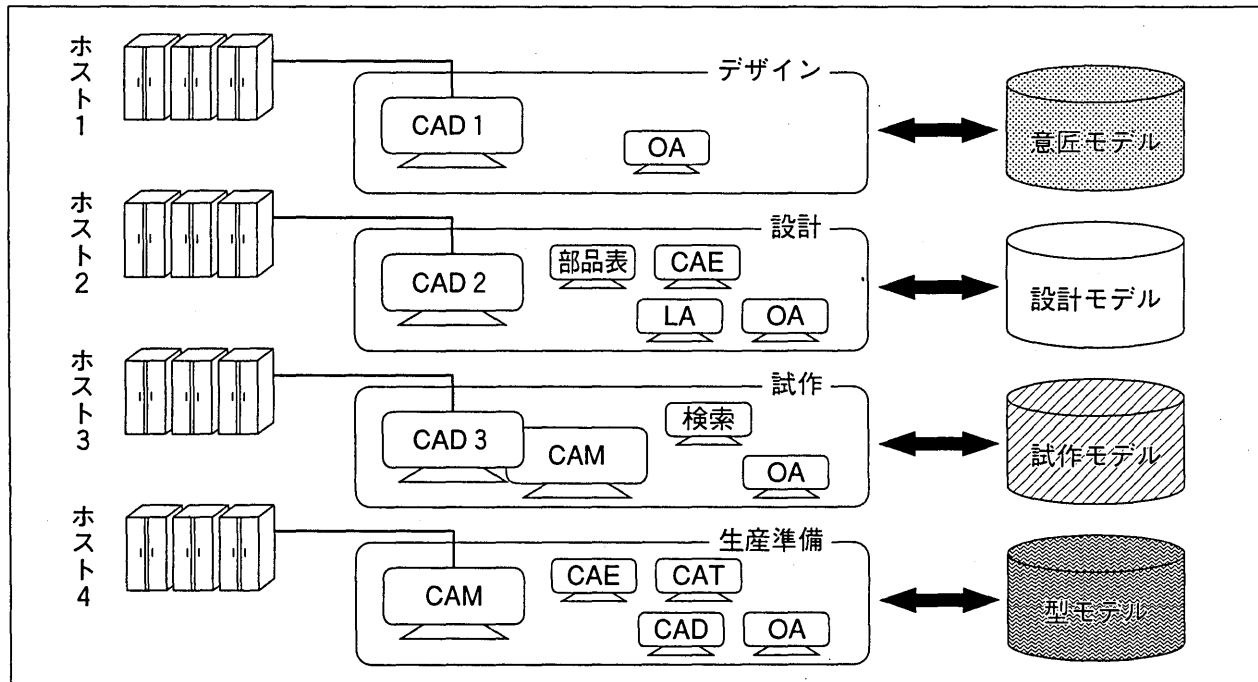 ホスト1
デザイン
CAD 1
OA
意匠モデル
ホスト2
設計
CAD 2
部品表
CAE
LA
OA
設計モデル
ホスト3
試作
CAD 3
CAM
検索
OA
試作モデル
ホスト4
生産準備
CAM
CAE
CAT
CAD
OA
型モデル